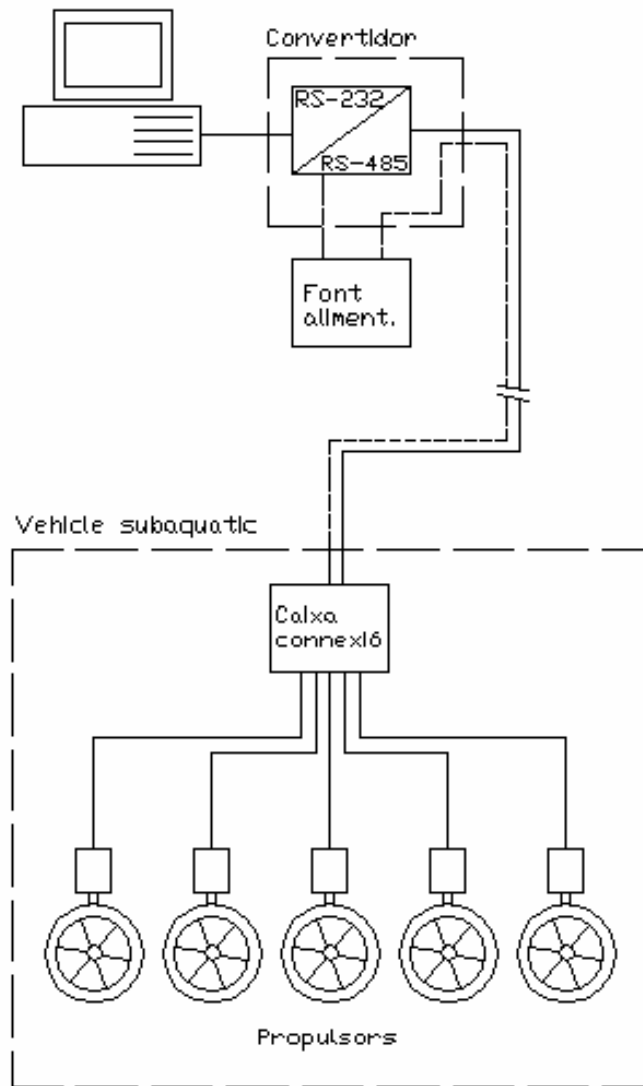 Convertidor
RS-232
RS-485
Font
aliment.
Vehicle subaquatic
Caixa
connexió
Propulsors